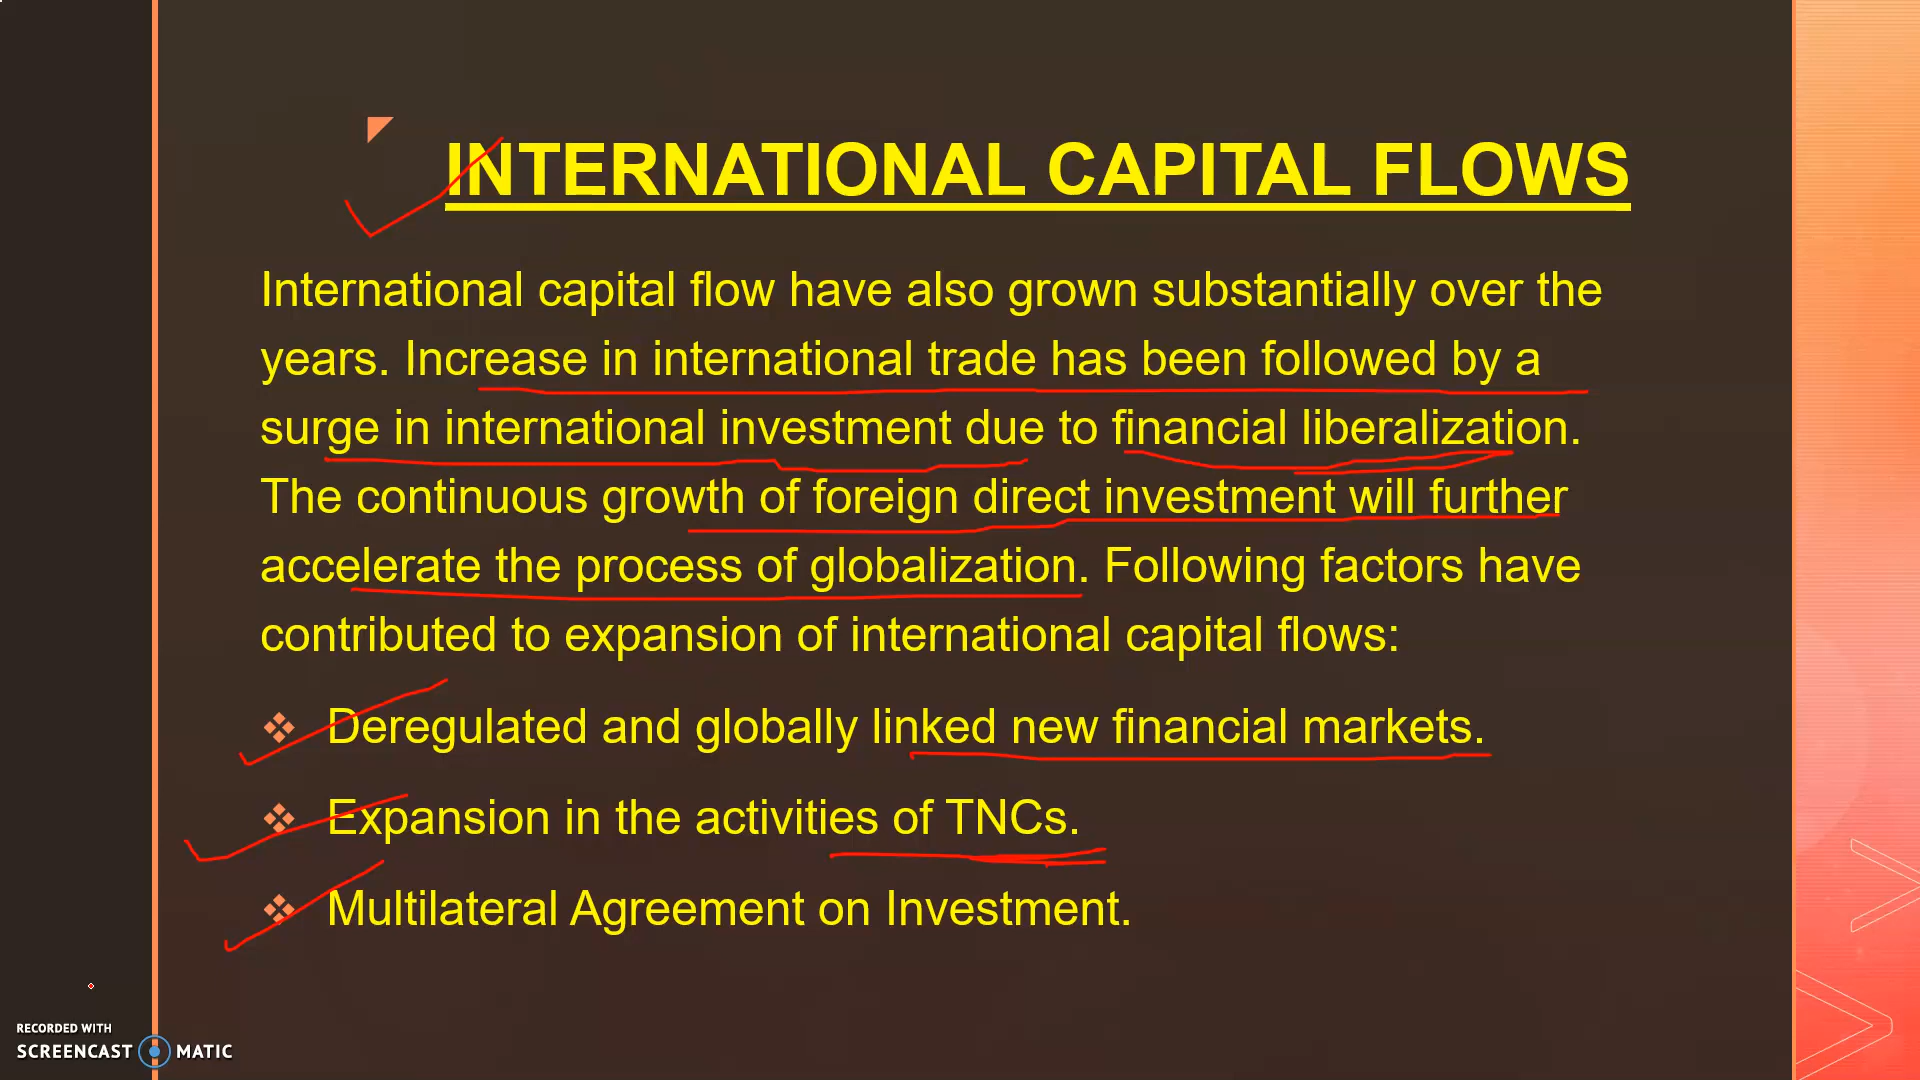 INTERNATIONAL CAPITAL FLOWS
International capital flow have also grown substantially over the
years. Increase in international trade has been followed by a
surge in international investment due to financial liberalization.
The continuous growth of foreign direct investment will further
accelerate the process of globalization. Following factors have
contributed to expansion of international capital flows:
❖ Deregulated and globally linked new financial markets.
❖ Expansion in the activities of TNCs.
❖ Multilateral Agreement on Investment.
RECORDED WITH
SCREENCAST MATIC